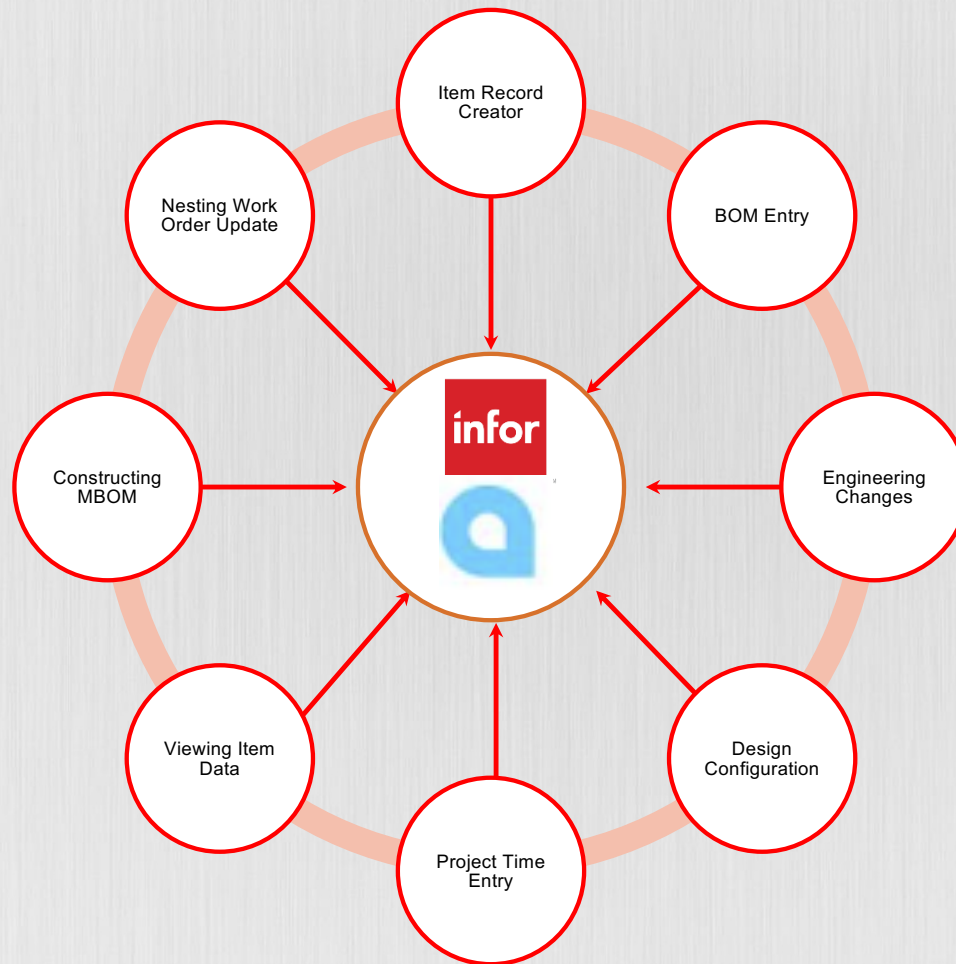 Item Record
Creator
Nesting Work
Order Update
BOM Entry
infor
Constructing
MBOM
Engineering
Changes
Viewing Item
Data
Design
Configuration
Project Time
Entry